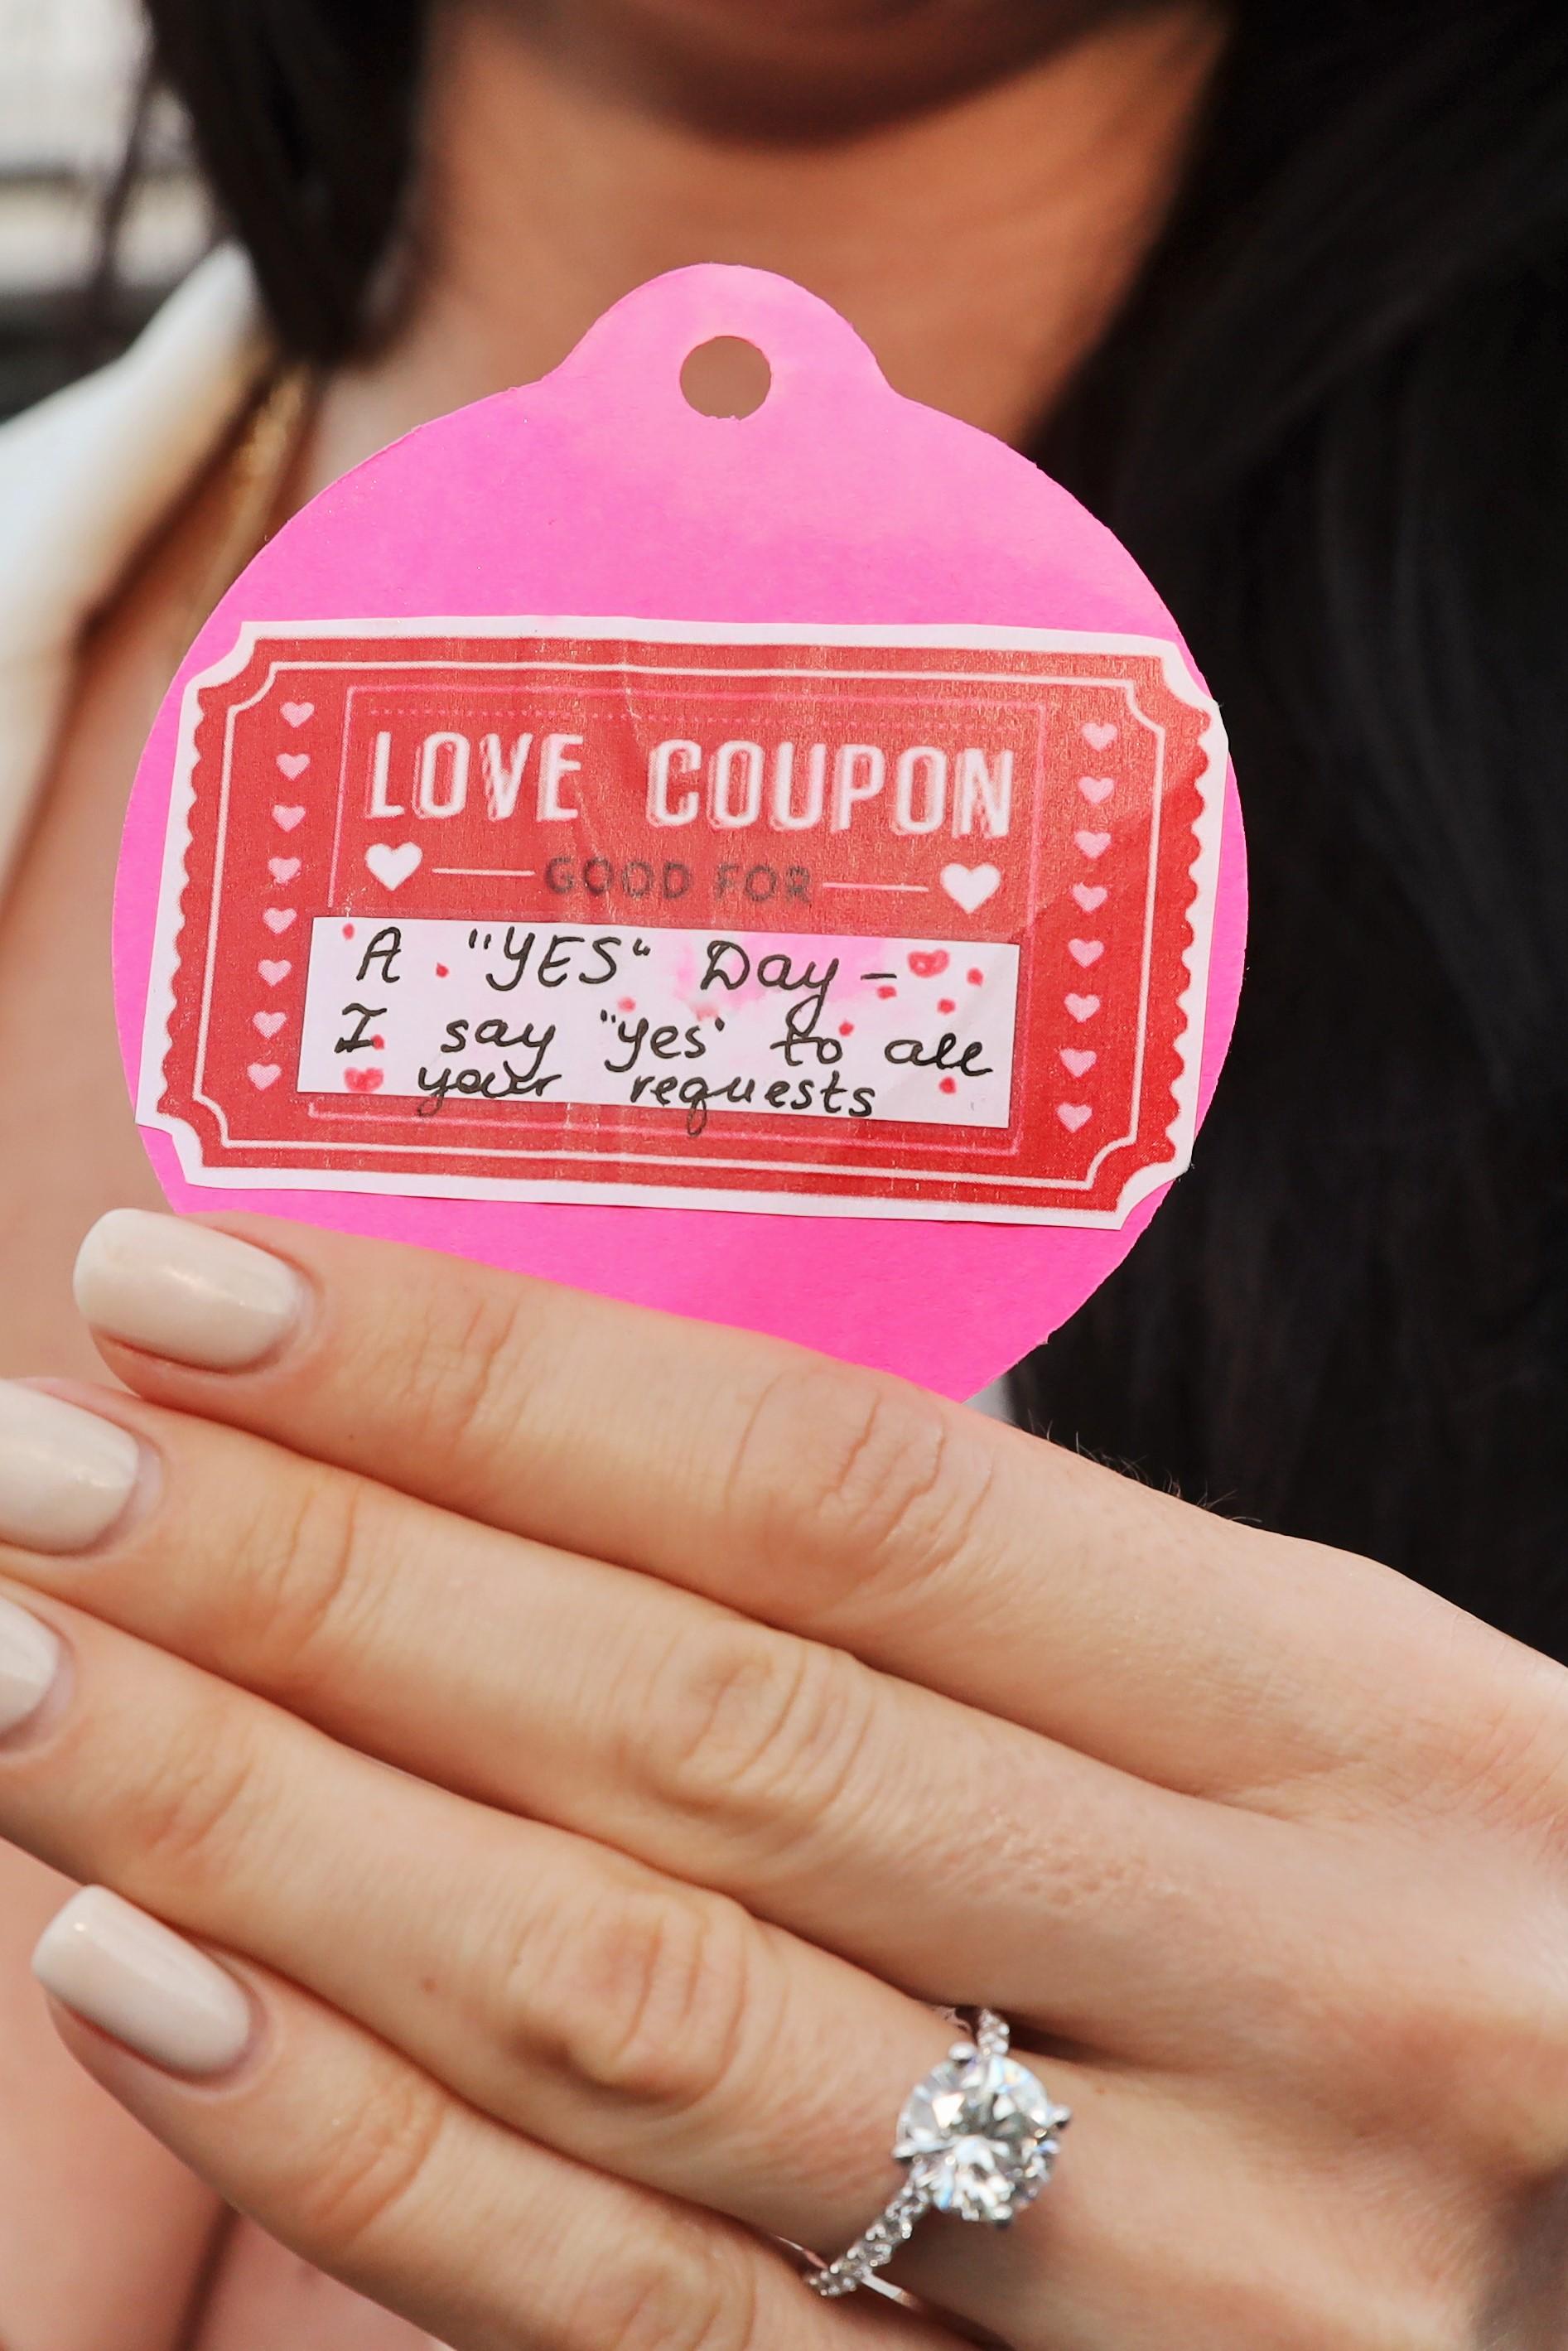 LOVE COUPON
GOOD FOR
A "YES" Day -
I say "yes" to all
your requests